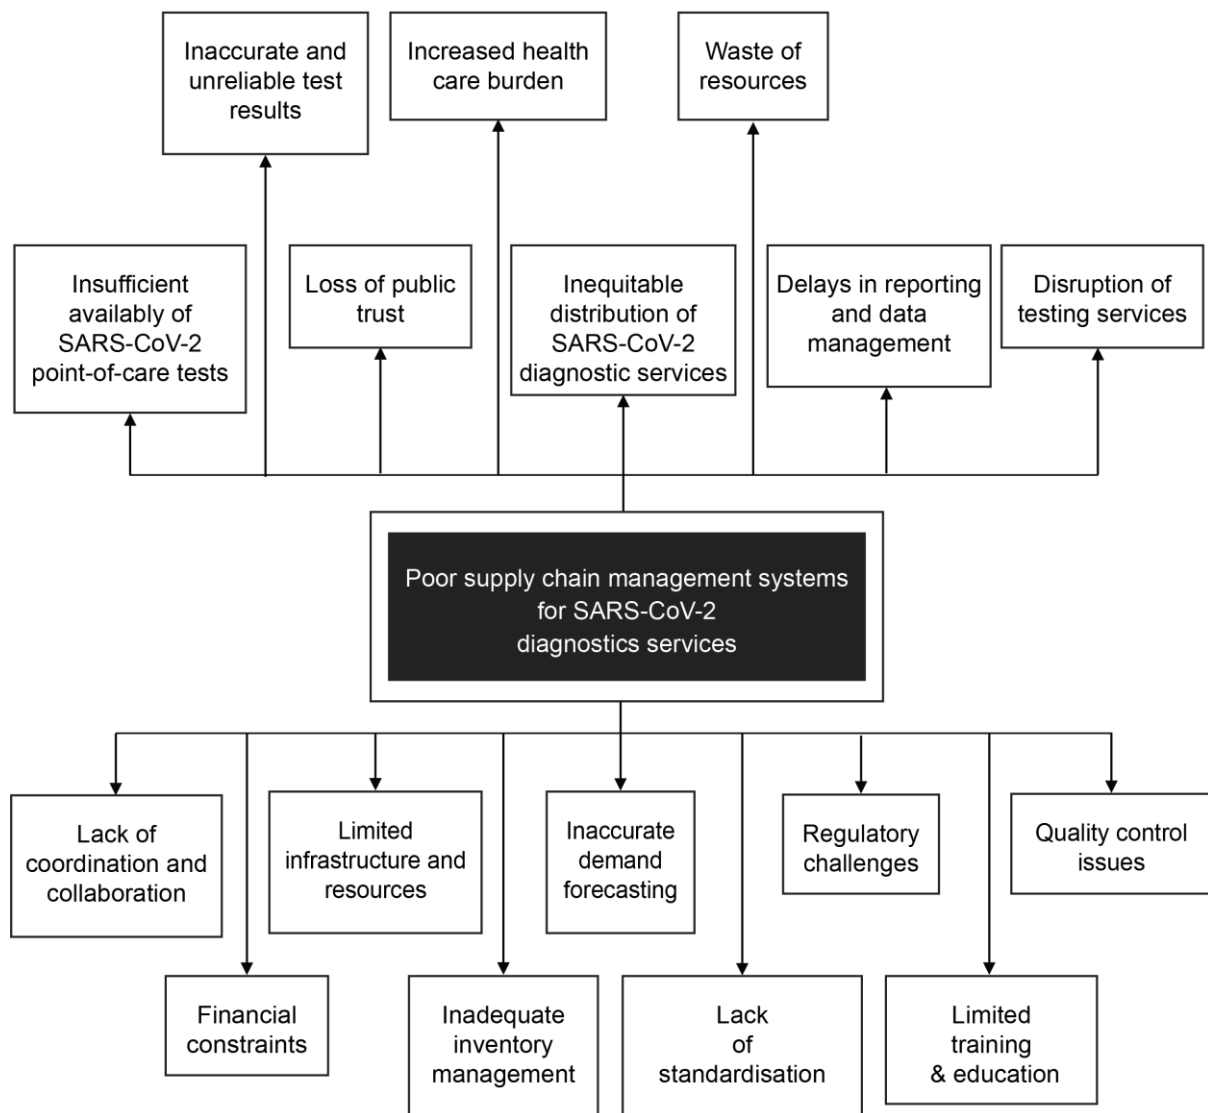 Inaccurate and
unreliable test
results
Increased health
care burden
Waste of
resources
Insufficient
availably of
SARS-CoV-2
point-of-care tests
Loss of public
trust
Inequitable
distribution of
SARS-CoV-2
diagnostic services
Delays in reporting
and data
management
Disruption of
testing services
Poor supply chain management systems
for SARS-CoV-2
diagnostics services
Lack of
coordination and
collaboration
Limited
infrastructure and
resources
Inaccurate
demand
forecasting
Regulatory
challenges
Quality control
issues
Financial
constraints
Inadequate
inventory
management
Lack
of
standardisation
Limited
training
& education